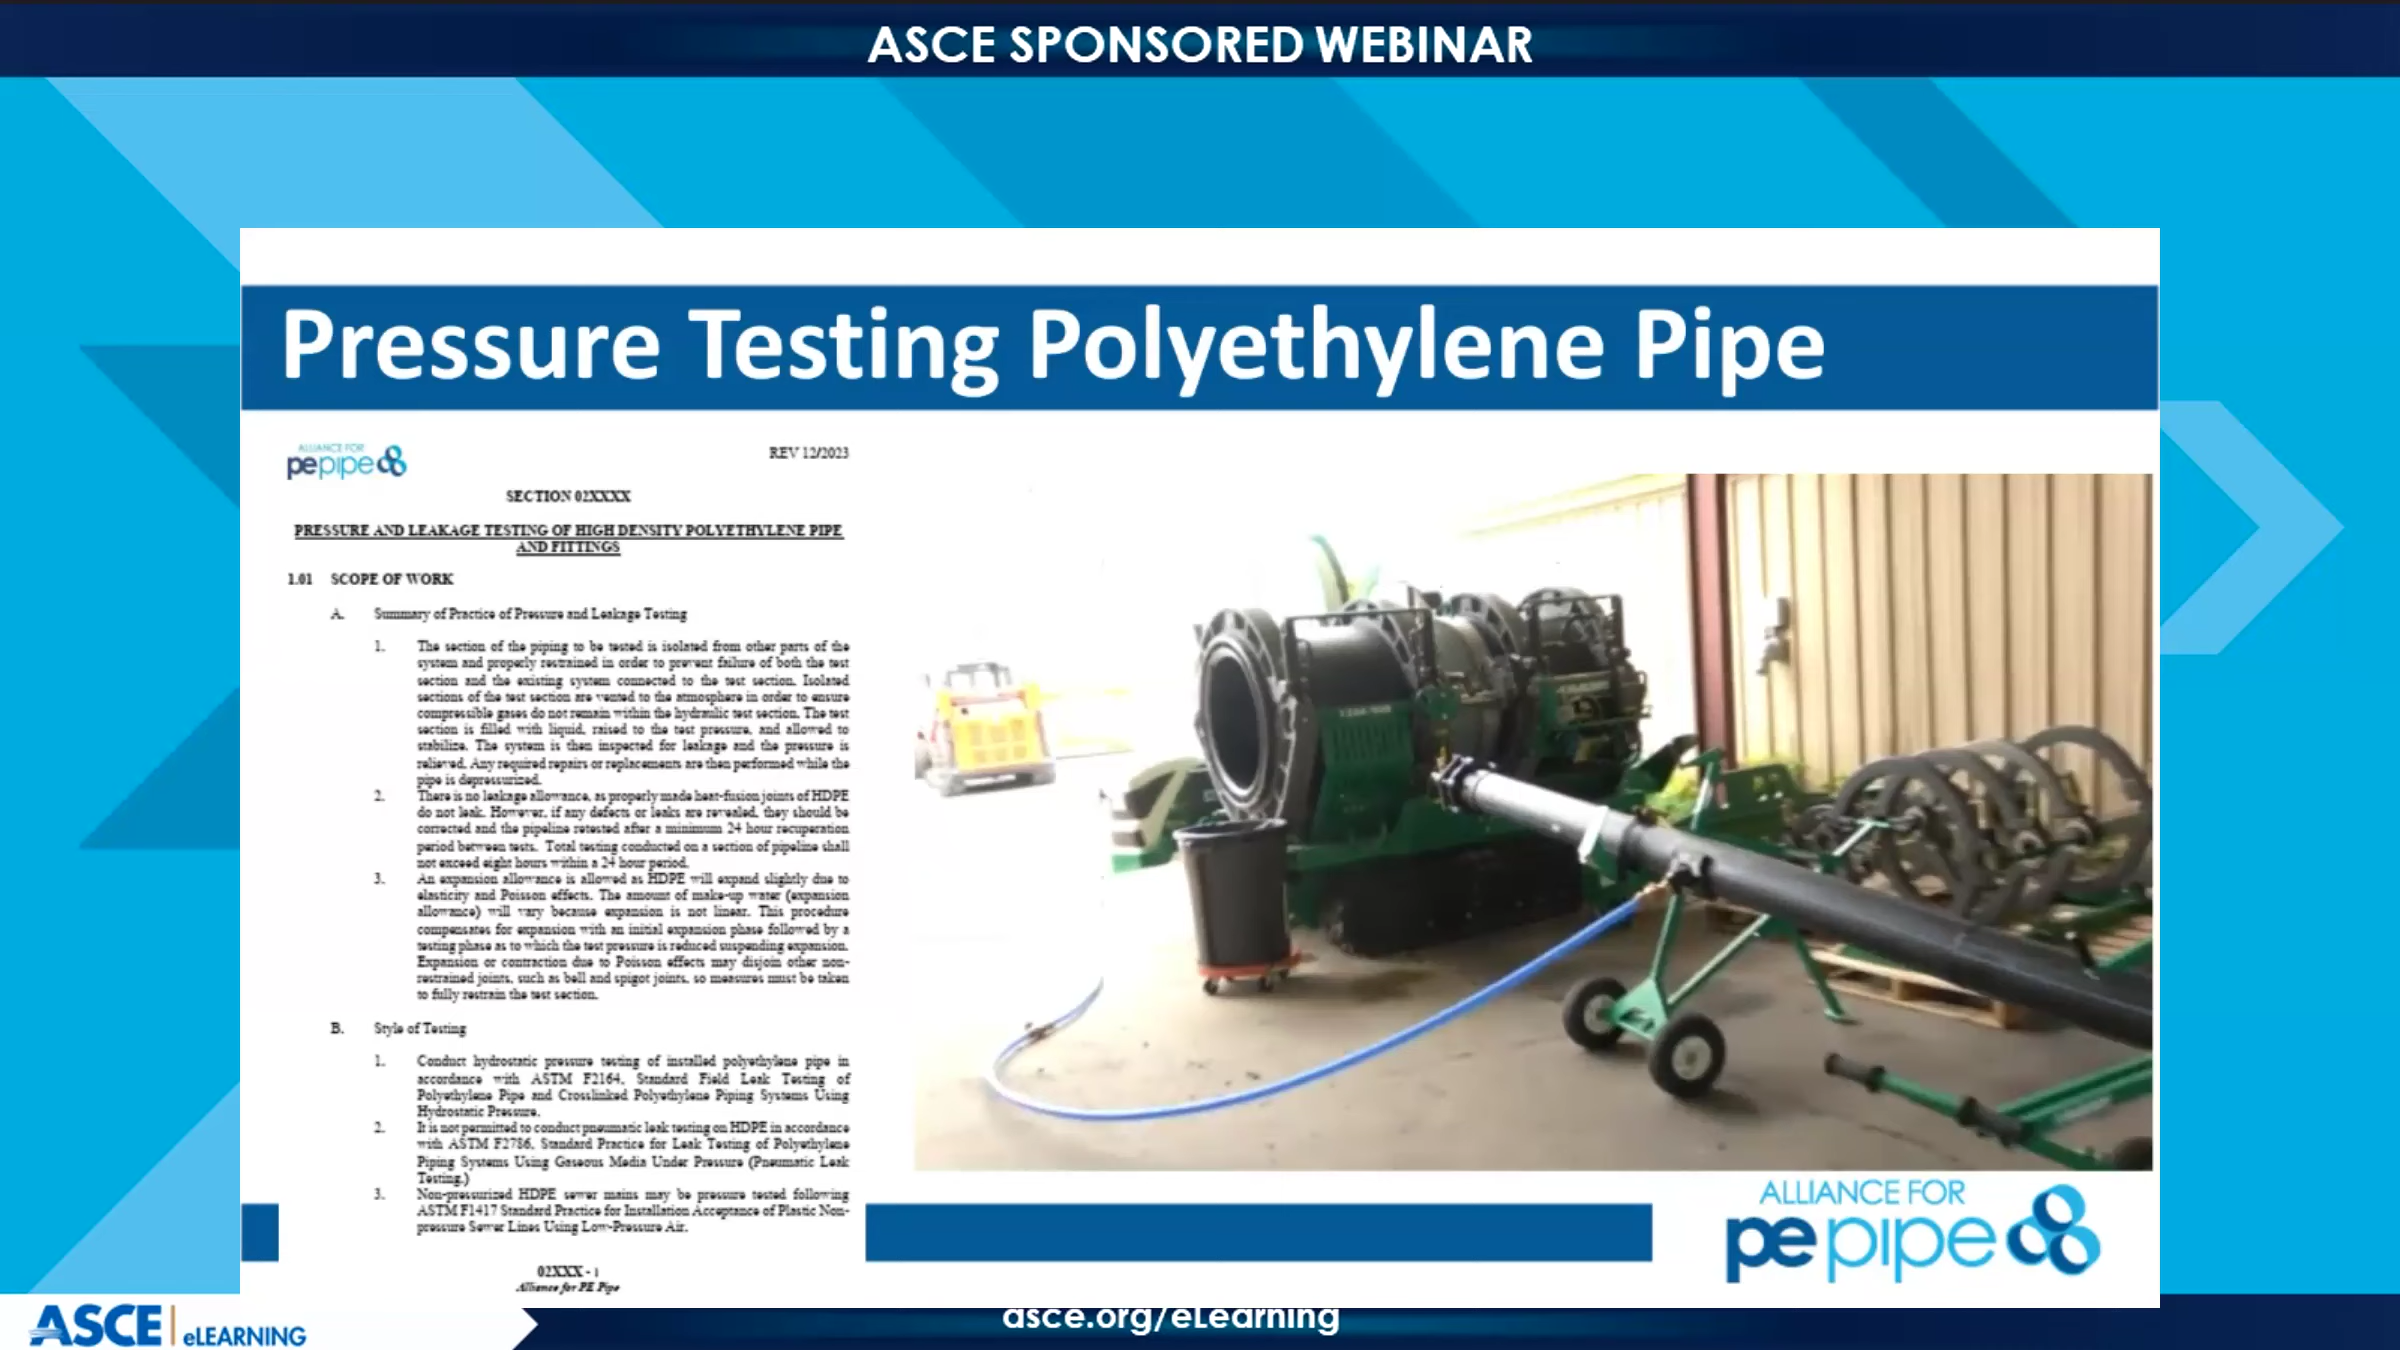 ASCE SPONSORED WEBINAR
Pressure Testing Polyethylene Pipe
ALLIANCE FOR
pepipe
REV 12/2023
SECTION 02XXXX
PRESSURE AND LEAKAGE TESTING OF HIGH DENSITY POLYETHYLENE PIPE
AND FITTINGS
1.01 SCOPE OF WORK
A. Summary of Practice of Pressure and Leakage Testing
1. The section of the piping to be tested is isolated from other parts of the
system and properly restrained in order to prevent failure of both the test
section and the existing system connected to the test section. Isolated
sections of the test section are vented to the atmosphere in order to ensure
compressible gases do not remain within the hydraulic test section. The test
section is filled with liquid, raised to the test pressure, and allowed to
stabilize. The system is then inspected for leakage and the pressure is
relieved. Any required repairs or replacements are then performed while the
pipe is depressurized.
2. There is no leakage allowance, as properly made heat-fusion joints of HDPE
do not leak. However, if any defects or leaks are revealed, they should be
corrected and the pipeline retested after a minimum 24 hour recuperation
period between tests. Total testing conducted on a section of pipeline shall
not exceed eight hours within a 24 hour period.
3. An expansion allowance is allowed as HDPE will expand slightly due to
elasticity and Poisson effects. The amount of make-up water (expansion
allowance) will vary because expansion is not linear. This procedure
compensates for expansion with an initial expansion phase followed by a
testing phase as to which the test pressure is reduced suspending expansion.
Expansion or contraction due to Poisson effects may disjoin other non-
restrained joints, such as bell and spigot joints, so measures must be taken
to fully restrain the test section.
B. Style of Testing
1. Conduct hydrostatic pressure testing of installed polyethylene pipe in
accordance with ASTM F2164, Standard Field Leak Testing of
Polyethylene Pipe and Crosslinked Polyethylene Piping Systems Using
Hydrostatic Pressure.
2. It is not permitted to conduct pneumatic leak testing on HDPE in accordance
with ASTM F2786, Standard Practice for Leak Testing of Polyethylene
Piping Systems Using Gaseous Media Under Pressure (Pneumatic Leak
Testing.)
3. Non-pressurized HDPE sewer mains may be pressure tested following
ASTM F1417 Standard Practice for Installation Acceptance of Plastic Non-
pressure Sewer Lines Using Low-Pressure Air.
02XXX - 1
Alliance for PE Pipe
ALLIANCE FOR
pepipe
ASCE eLEARNING
asce.org/eLearning